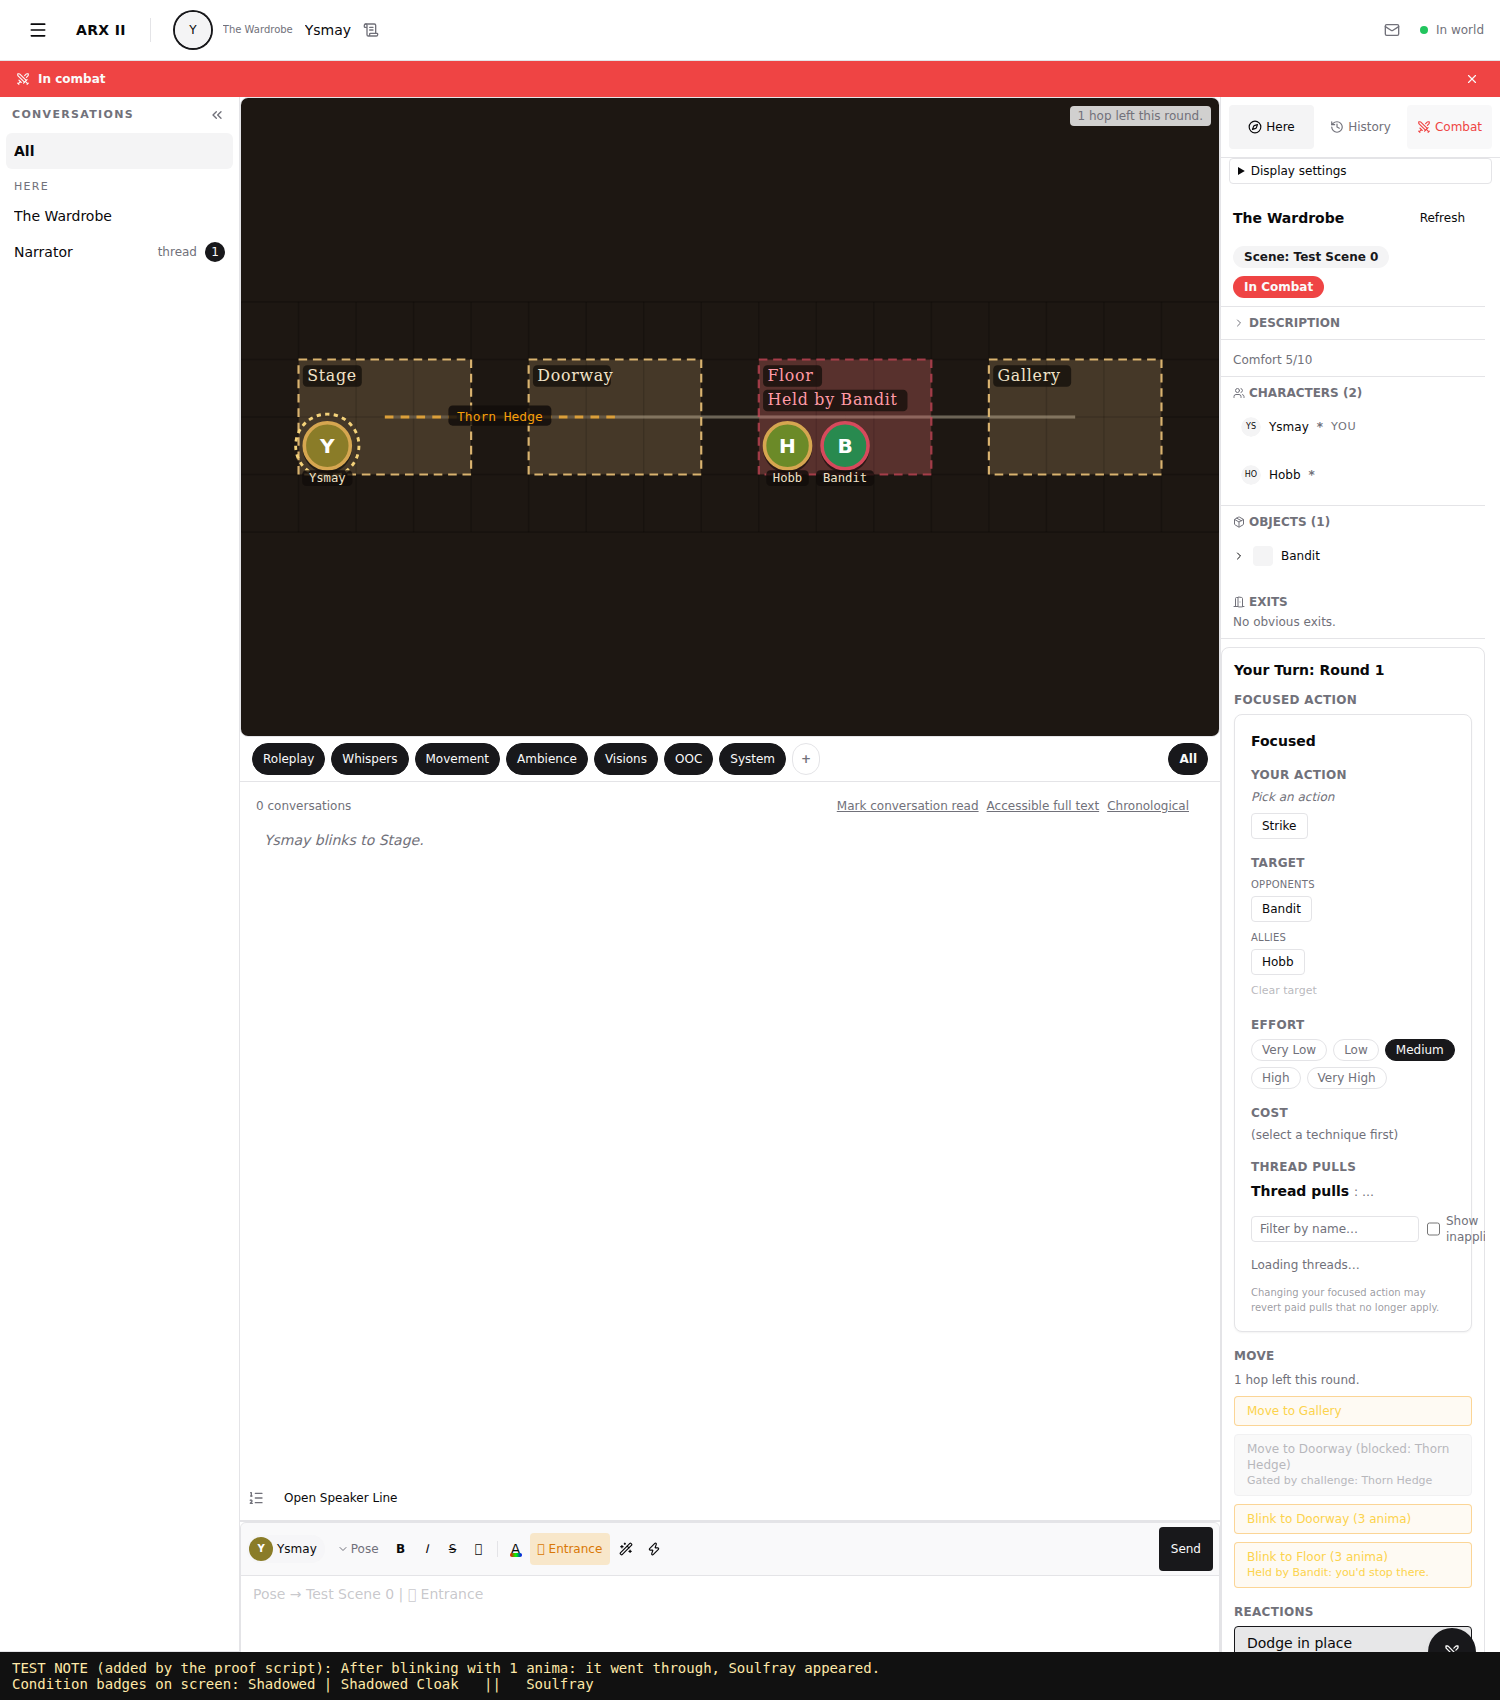 ARX II
Y
The Wardrobe
Ysmay
In world
In combat
CONVERSATIONS
All
HERE
The Wardrobe
Narrator thread 1
1 hop left this round.
Stage
Doorway
Floor
Held by Bandit
Gallery
Thorn Hedge
Y
H
B
Ysmay
Hobb
Bandit
Roleplay
Whispers
Movement
Ambience
Visions
OOC
System
+
All
0 conversations
Mark conversation read
Accessible full text
Chronological
Ysmay blinks to Stage.
Open Speaker Line
Y
Ysmay
Pose
B
I
S
A
Entrance
Send
Pose → Test Scene 0 | Entrance
Here
History
Combat
Display settings
The Wardrobe
Refresh
Scene: Test Scene 0
In Combat
DESCRIPTION
Comfort 5/10
CHARACTERS (2)
YS Ysmay * YOU
HO Hobb *
OBJECTS (1)
Bandit
EXITS
No obvious exits.
Your Turn: Round 1
FOCUSED ACTION
Focused
YOUR ACTION
Pick an action
Strike
TARGET
OPPONENTS
Bandit
ALLIES
Hobb
Clear target
EFFORT
Very Low
Low
Medium
High
Very High
COST
(select a technique first)
THREAD PULLS
Thread pulls : ...
Filter by name...
Show
inappli
Loading threads...
Changing your focused action may
revert paid pulls that no longer apply.
MOVE
1 hop left this round.
Move to Gallery
Move to Doorway (blocked: Thorn
Hedge)
Gated by challenge: Thorn Hedge
Blink to Doorway (3 anima)
Blink to Floor (3 anima)
Held by Bandit: you'd stop there.
REACTIONS
Dodge in place
TEST NOTE (added by the proof script): After blinking with 1 anima: it went through, Soulfray appeared.
Condition badges on screen: Shadowed | Shadowed Cloak || Soulfray